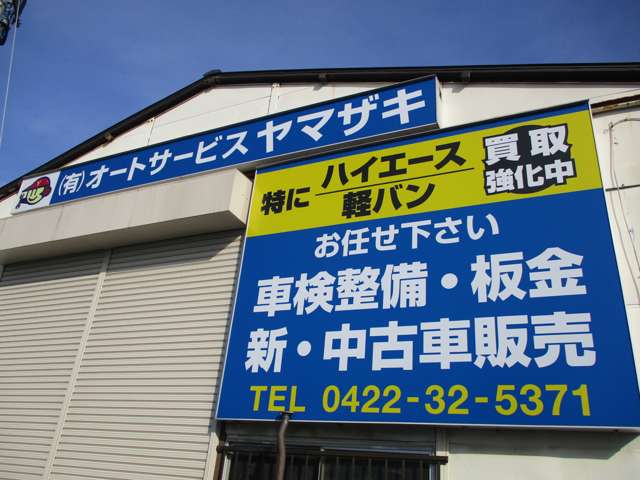 (有)オートサービスヤマザキ
特にハイエース軽バン買取強化中
お任せ下さい
車検整備・板金
新・中古車販売
TEL 0422-32-5371